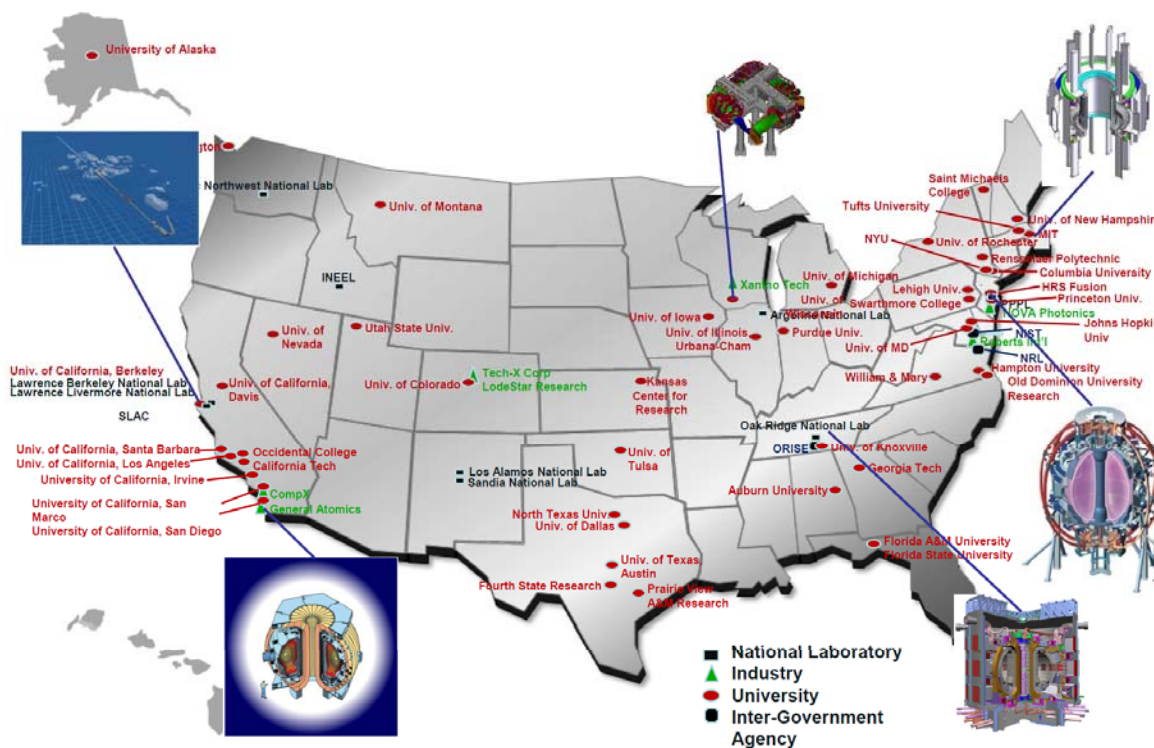 University of Alaska
ington
Northwest National Lab
Univ. of Montana
INEEL
Univ. of
Nevada
Utah State Univ.
University of California, Berkeley
Lawrence Berkeley National Lab
Lawrence Livermore National Lab
SLAC
Univ. of California,
Davis
Univ. of Colorado
Tech-X Corp
LodeStar Research
Univ. of California, Santa Barbara
Univ. of California, Los Angeles
University of California, Irvine
Occidental College
California Tech
CompX
General Atomics
University of California, San
Marco
University of California, San Diego
Los Alamos National Lab
Sandia National Lab
Kansas
Center for
Research
Univ. of
Tulsa
North Texas Univ.
Univ. of Dallas
Univ. of Texas,
Austin
Fourth State Research
Prairie View
A&M Research
Xantho Tech
Univ. of Iowa
Univ. of Illinois
Urbana-Cham
Argonne National Lab
Purdue Univ.
Univ. of Michigan
Univ. of
Oak Ridge National Lab
ORISE
Univ. of Knoxville
Georgia Tech
Auburn University
Florida A&M University
Florida State University
Saint Michaels
College
Tufts University
Univ. of New Hampshire
MIT
NYU
Univ. of Rochester
Rensselaer Polytechnic
Columbia University
Lehigh Univ.
HRS Fusion
Swarthmore College
PPPL
Princeton Univ.
NOVA Photonics
Johns Hopki
Univ
NIST
Univ. of MD
Roberts Int'l
NRL
William & Mary
Hampton University
Old Dominion University
Research
National Laboratory
Industry
University
Inter-Government
Agency